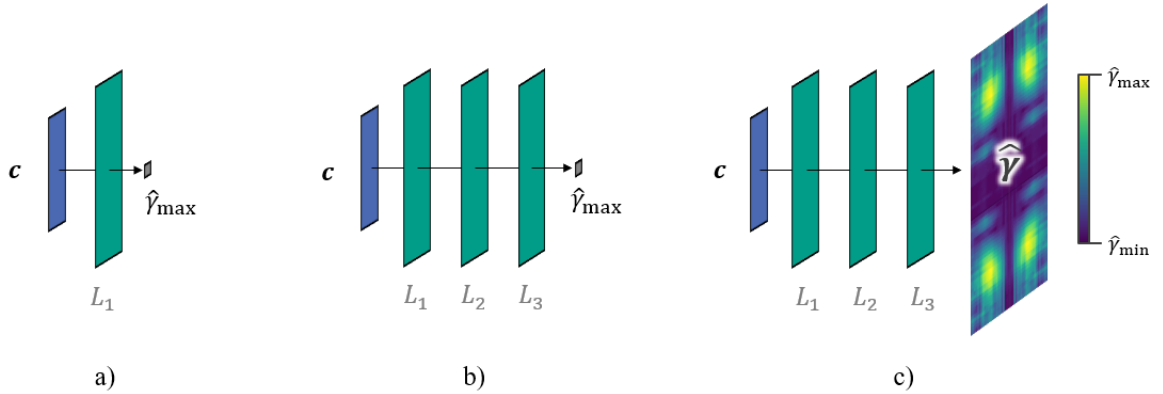 c
L₁
γ̂max
a)
c
L₁ L₂ L₃
γ̂max
b)
c
L₁ L₂ L₃
γ̂
γ̂max
γ̂min
c)